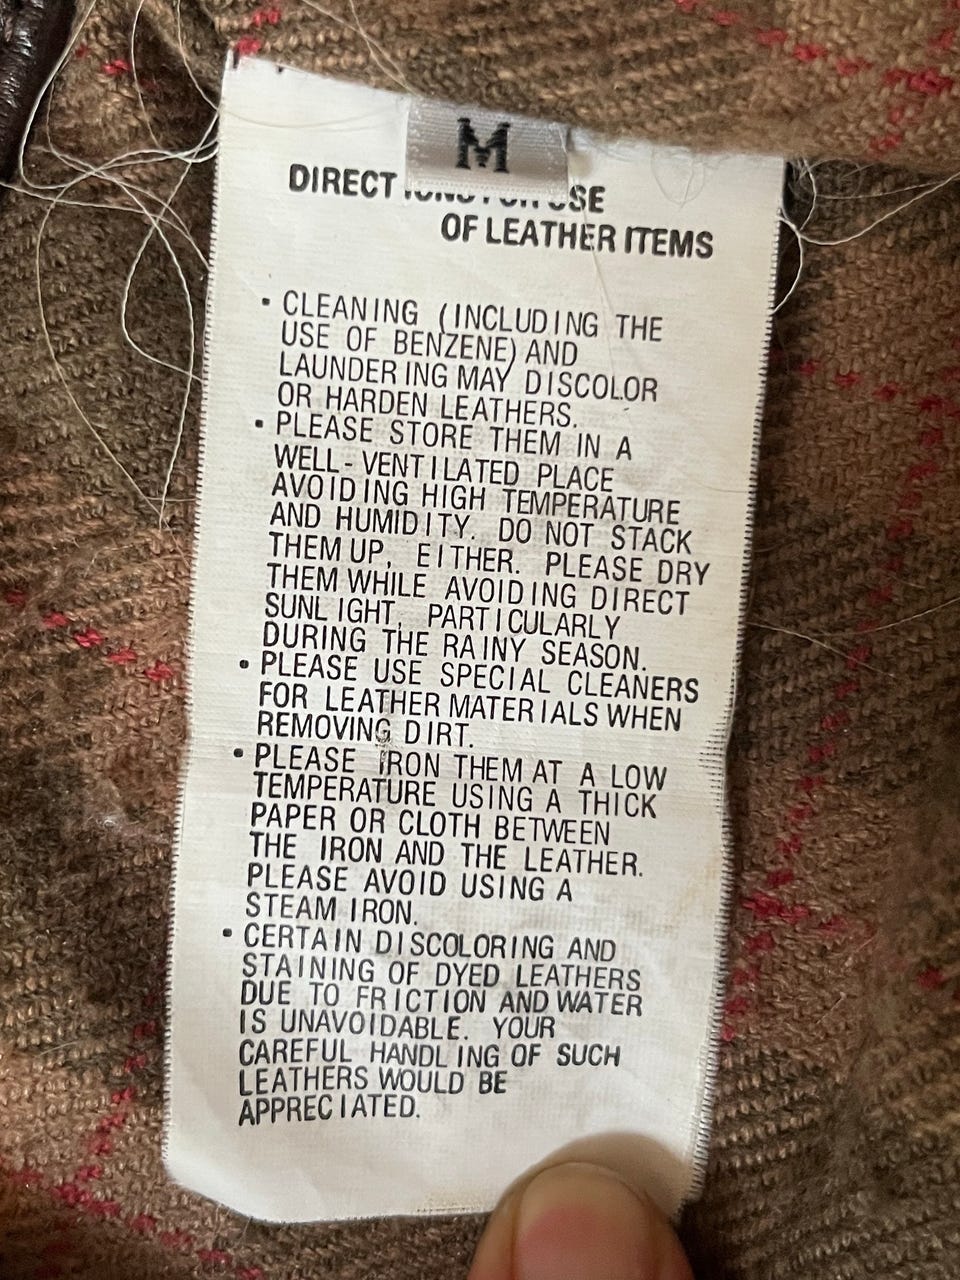 M
DIRECTIONS FOR USE
OF LEATHER ITEMS
• CLEANING (INCLUDING THE
USE OF BENZENE) AND
LAUNDERING MAY DISCOLOR
OR HARDEN LEATHERS.
• PLEASE STORE THEM IN A
WELL-VENTILATED PLACE
AVOIDING HIGH TEMPERATURE
AND HUMIDITY. DO NOT STACK
THEM UP, EITHER. PLEASE DRY
THEM WHILE AVOIDING DIRECT
SUNLIGHT, PARTICULARLY
DURING THE RAINY SEASON.
• PLEASE USE SPECIAL CLEANERS
FOR LEATHER MATERIALS WHEN
REMOVING DIRT.
• PLEASE IRON THEM AT A LOW
TEMPERATURE USING A THICK
PAPER OR CLOTH BETWEEN
THE IRON AND THE LEATHER.
PLEASE AVOID USING A
STEAM IRON.
• CERTAIN DISCOLORING AND
STAINING OF DYED LEATHERS
DUE TO FRICTION AND WATER
IS UNAVOIDABLE. YOUR
CAREFUL HANDLING OF SUCH
LEATHERS WOULD BE
APPRECIATED.